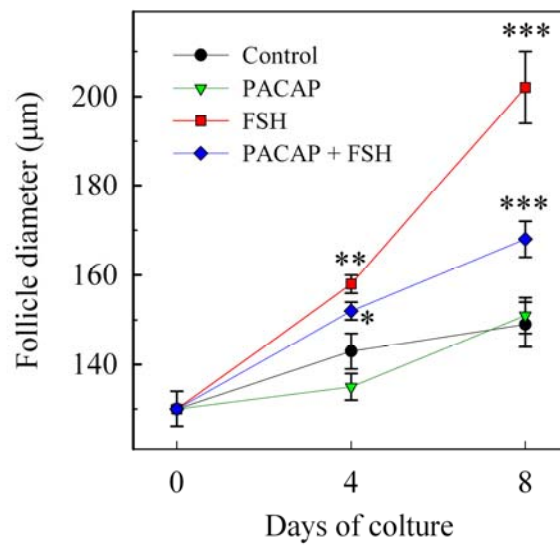 ***
Control
PACAP
FSH
PACAP + FSH
200
180
160
140
Follicle diameter (μm)
***
**
*
0
4
8
Days of colture